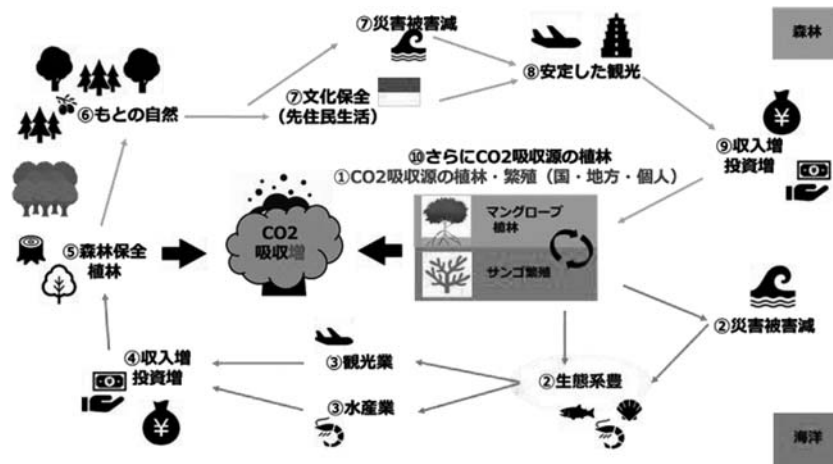 ⑦災害被害減
森林
⑧安定した観光
⑥もとの自然
⑦文化保全
(先住民生活)
⑨収入増
投資増
⑩さらにCO2吸収源の植林
①CO2吸収源の植林・繁殖(国・地方・個人)
CO2
吸収増
マングローブ
植林
サンゴ繁殖
⑤森林保全
植林
②災害被害減
④収入増
投資増
③観光業
②生態系豊
③水産業
海洋
¥
¥